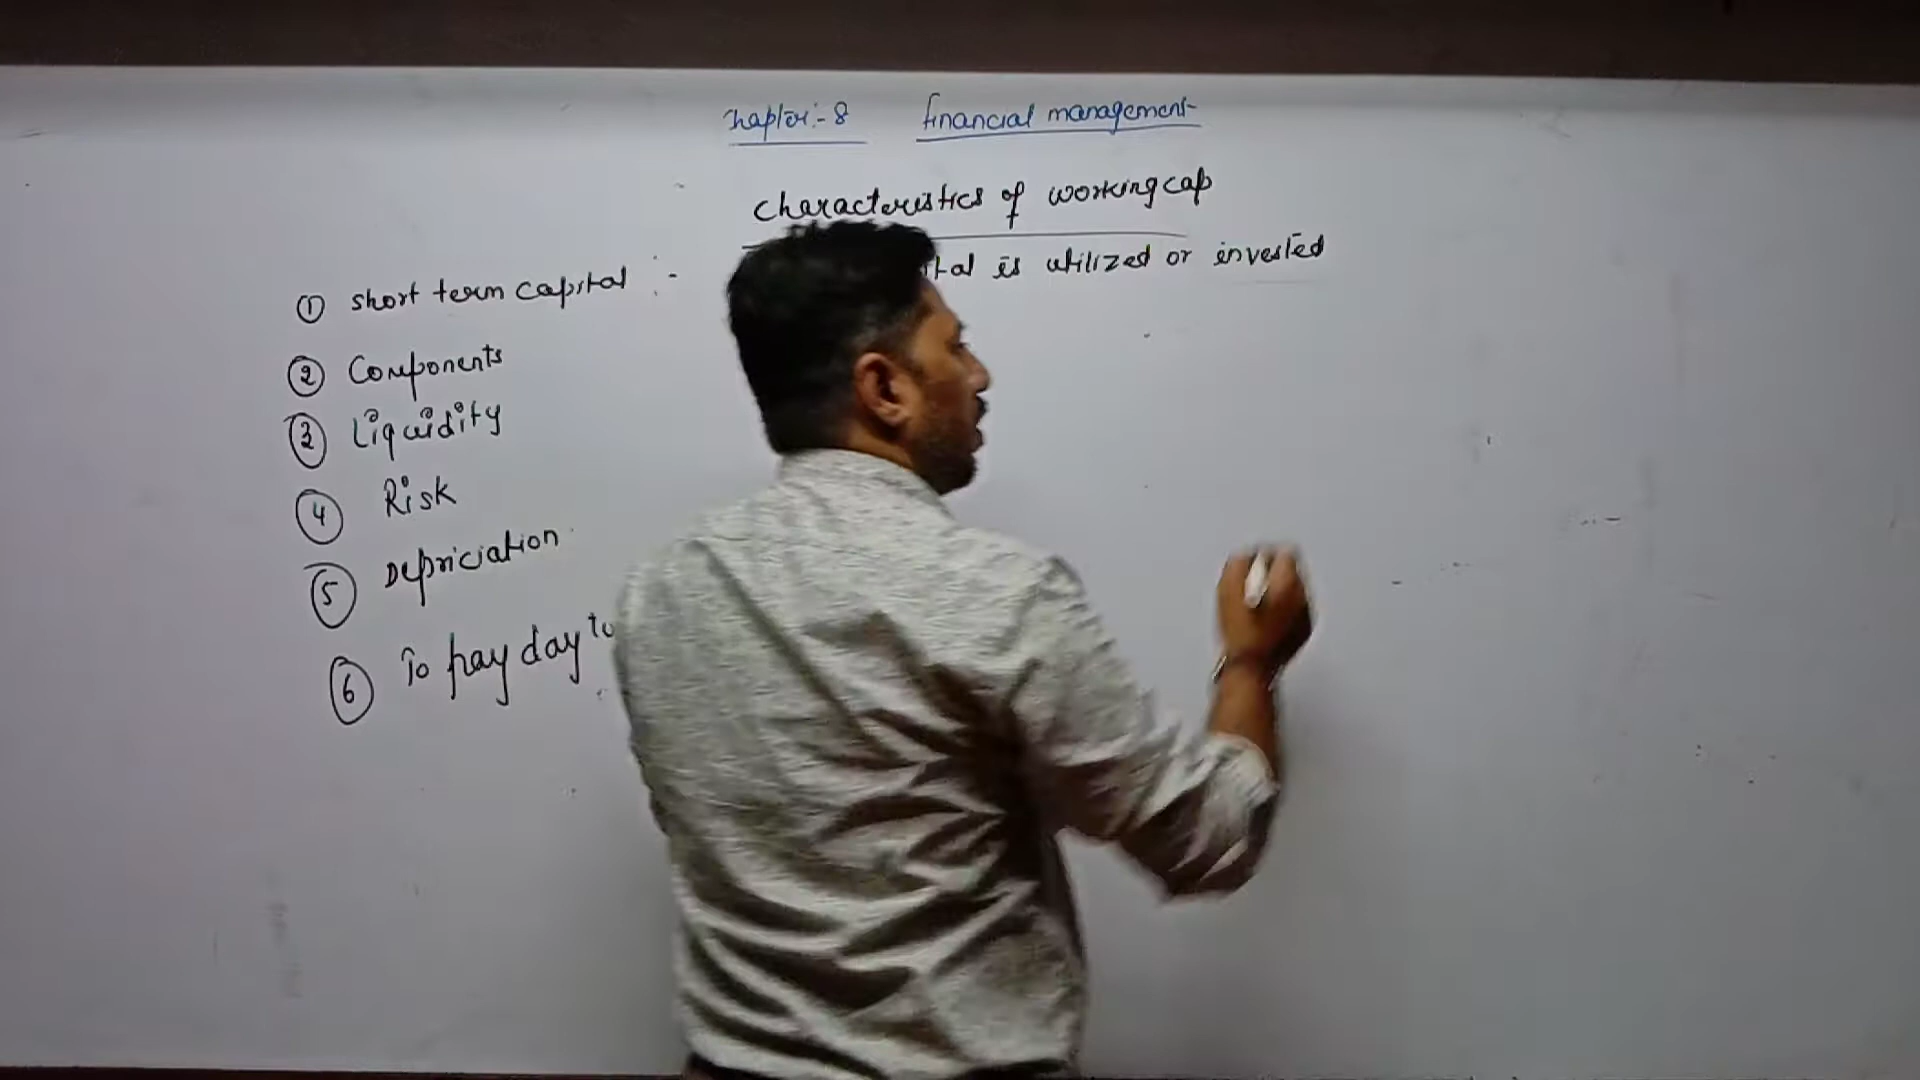 Chapter:- 8 financial management
Characteristics of working cap
① Short term capital :- is utilized or invested
② Components
③ Liquidity
④ Risk
⑤ Depriciation
⑥ To pay day to